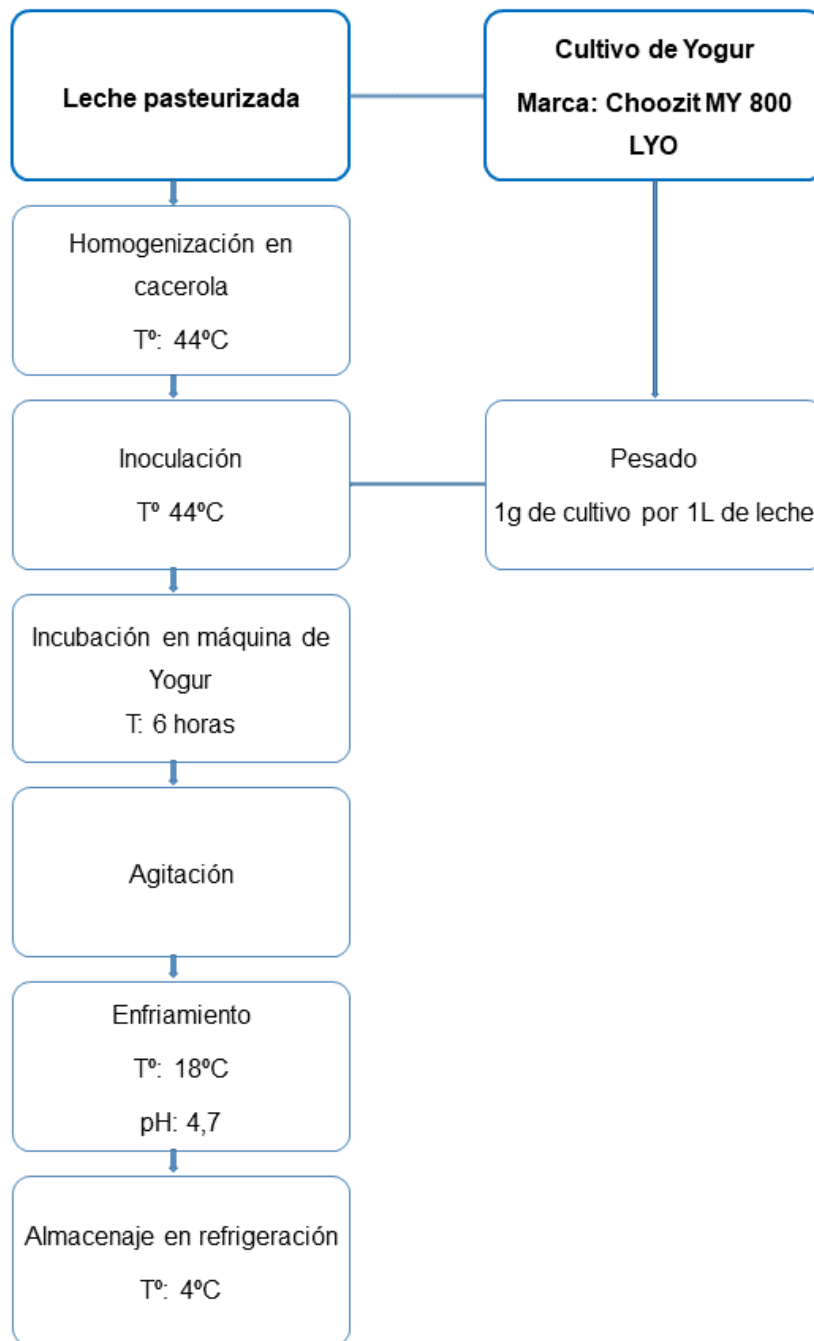 Leche pasteurizada
Cultivo de Yogur
Marca: Choozit MY 800
LYO
Homogenización en
cacerola
Tº: 44ºC
Inoculación
Tº 44ºC
Pesado
1g de cultivo por 1L de leche
Incubación en máquina de
Yogur
T: 6 horas
Agitación
Enfriamiento
Tº: 18ºC
pH: 4,7
Almacenaje en refrigeración
Tº: 4ºC